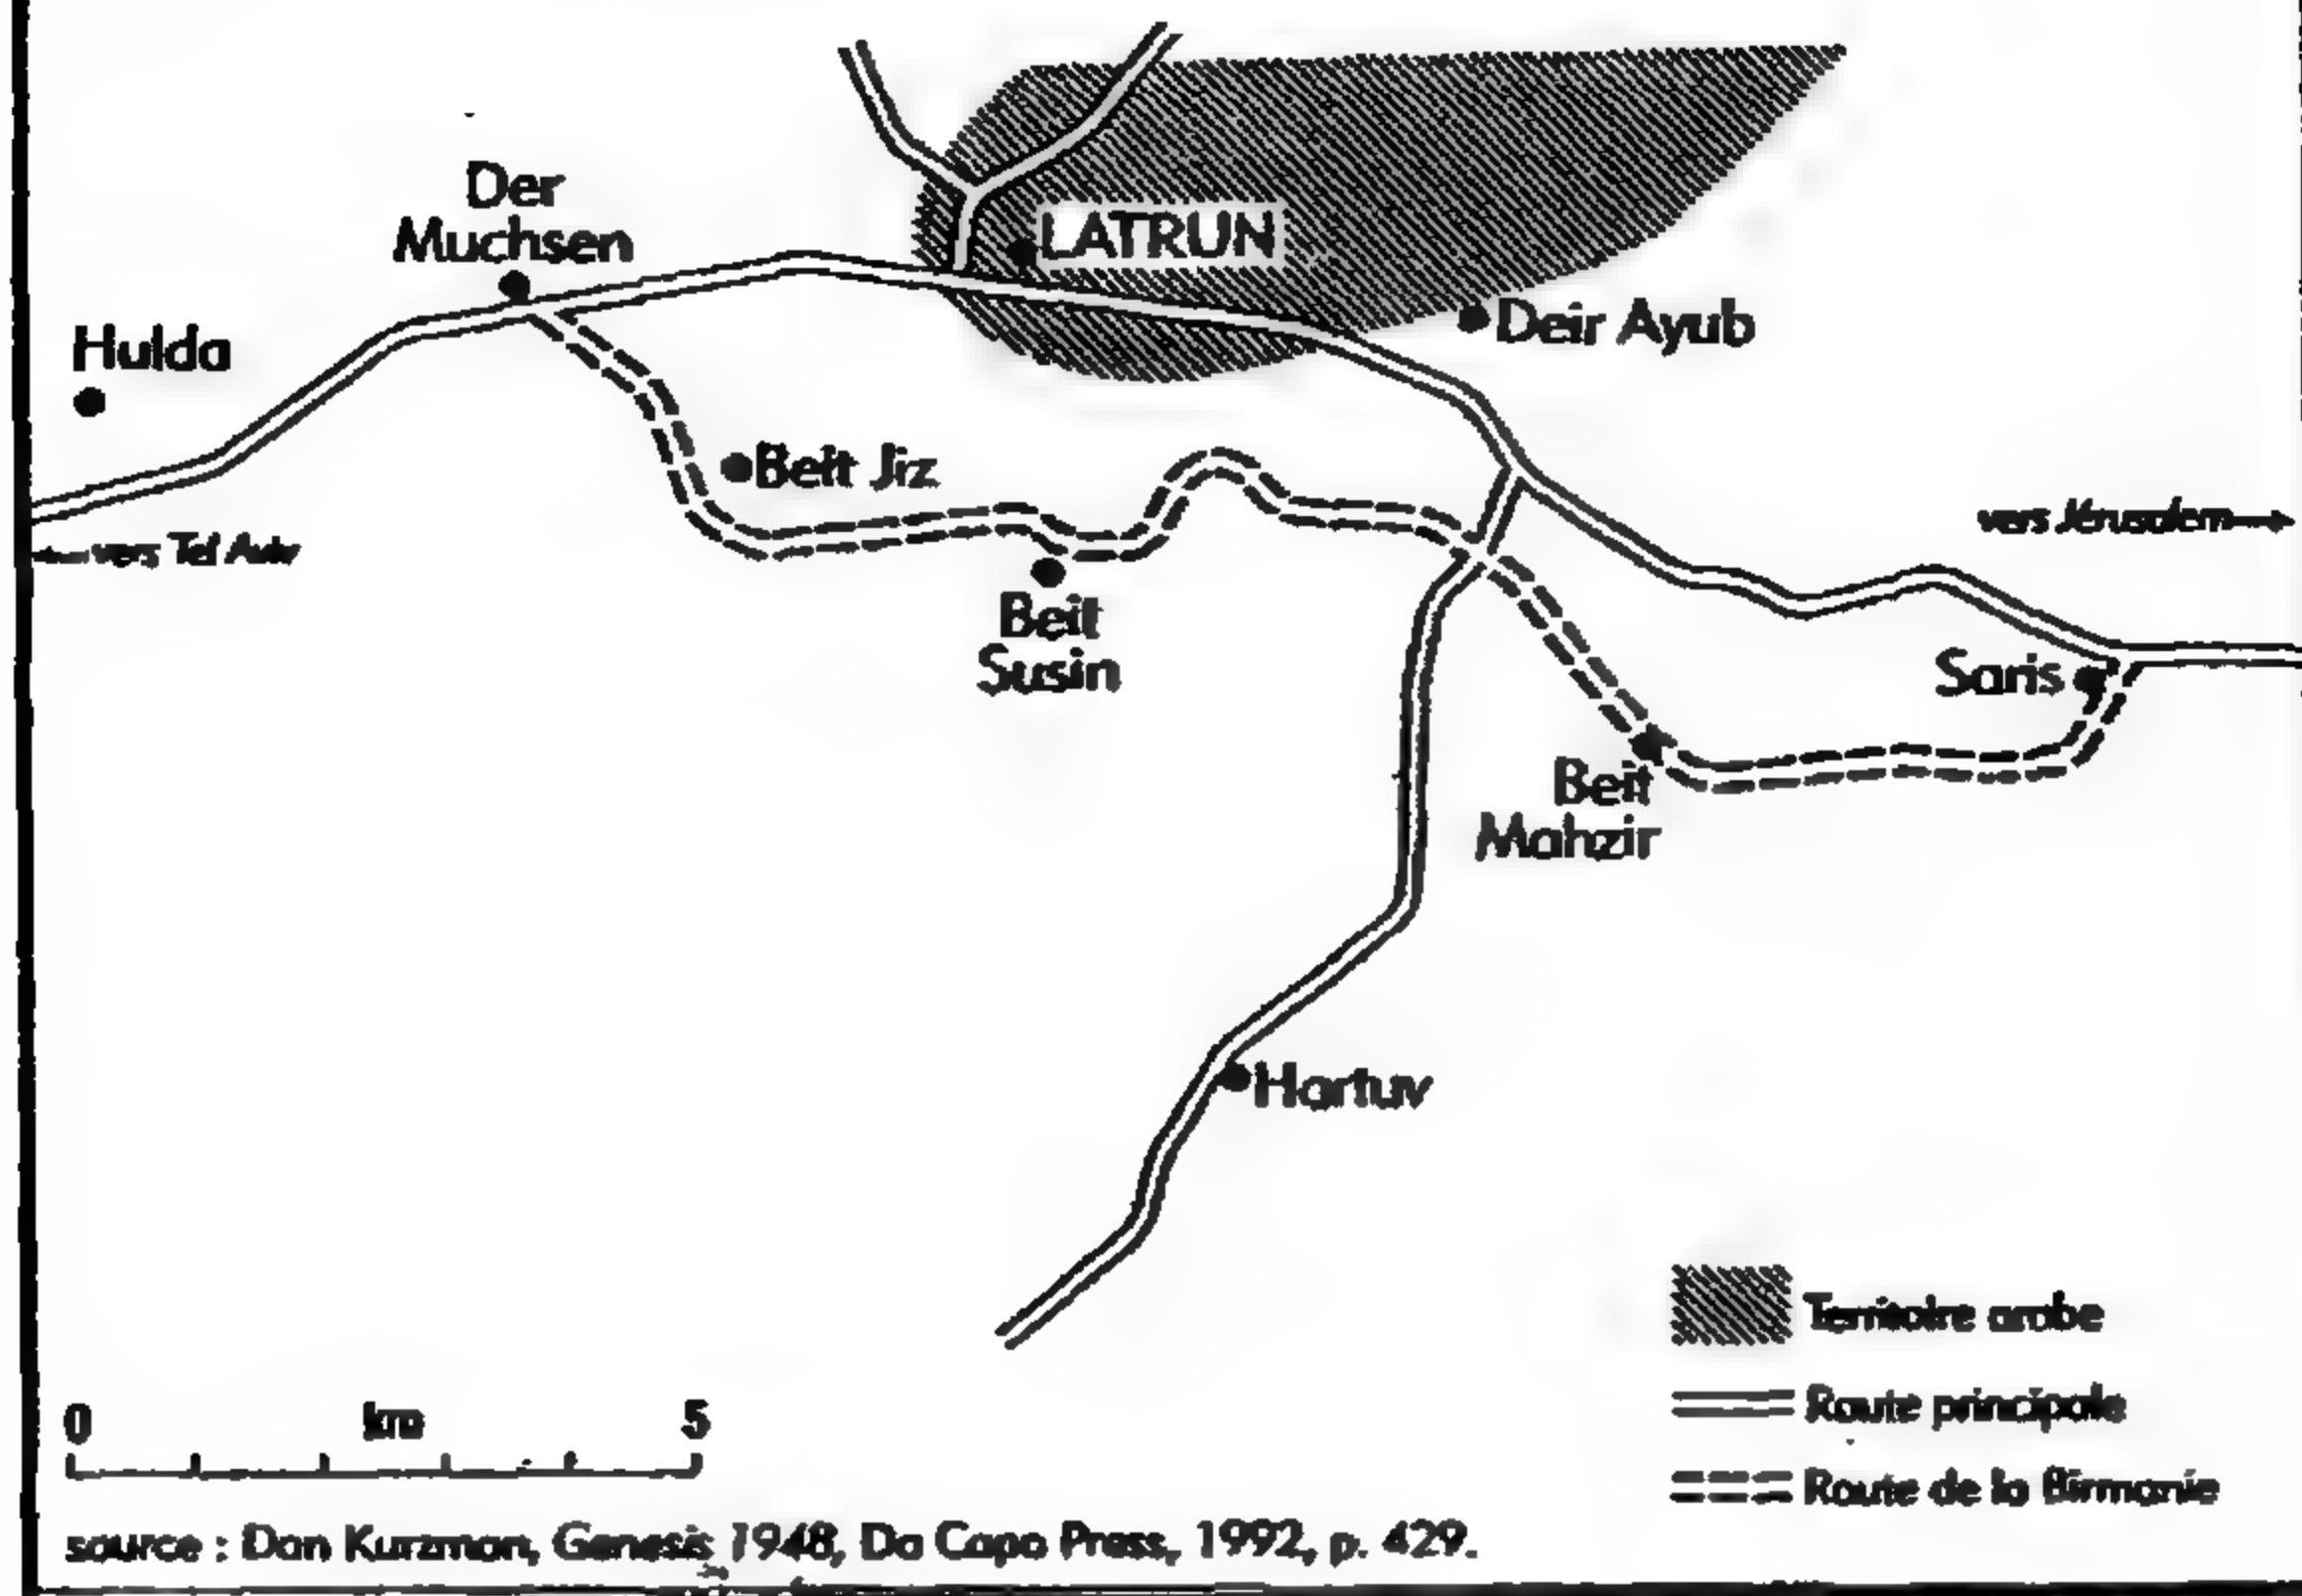 Der
Muchsen
LATRUN
Hulda
Deir Ayub
Beit Jiz
vers Tel Aviv
vers Jérusalem
Beit
Susin
Saris
Beit
Mahzir
Hartuv
Territoire arabe
0 km 5
Route principale
Route de la Birmanie
source : Dan Kurzman, Genesis 1948, Da Capo Press, 1992, p. 429.